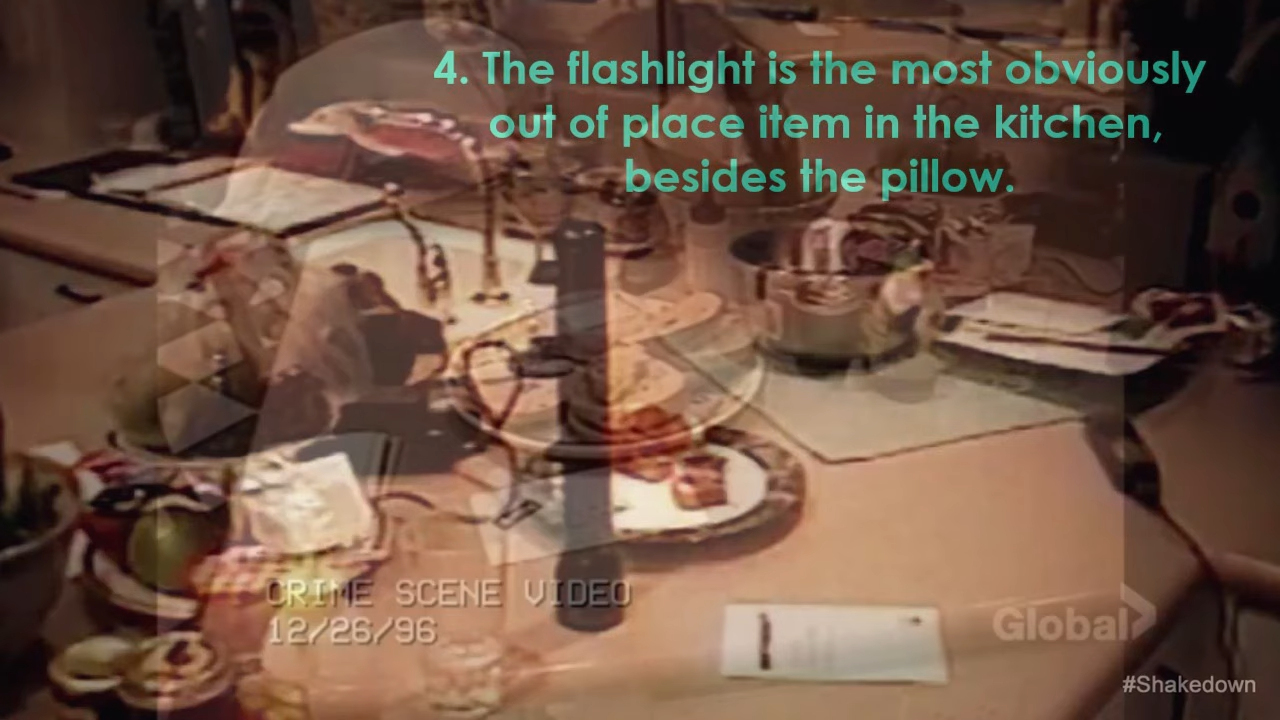 4. The flashlight is the most obviously
out of place item in the kitchen,
besides the pillow.
CRIME SCENE VIDEO
12/26/96
Global
#Shakedown